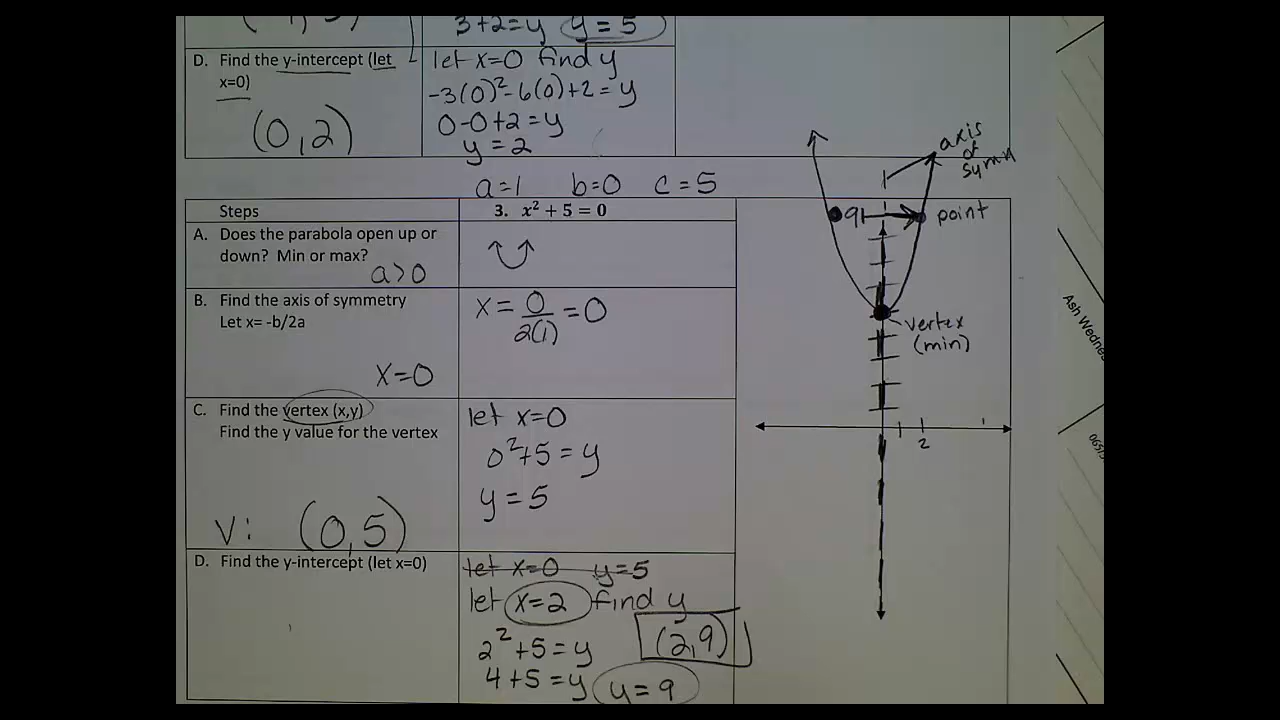 3+2=y y=5
D. Find the y-intercept (let x=0)
(0,2)
let x=0 find y
-3(0)²-6(0)+2=y
0-0+2=y
y=2
a=1 b=0 c=5
Steps
3. x² + 5 = 0
A. Does the parabola open up or
down? Min or max?
a>0
B. Find the axis of symmetry
Let x= -b/2a
x=0
x=0/2(1)=0
C. Find the vertex (x,y)
Find the y value for the vertex
V: (0,5)
let x=0
0²+5=y
y=5
D. Find the y-intercept (let x=0)
let x=0 y=5
let x=2 find y
2²+5=y
4+5=y y=9
(2,9)
axis
of
symm
9
point
vertex
(min)
2
Ash Wednes